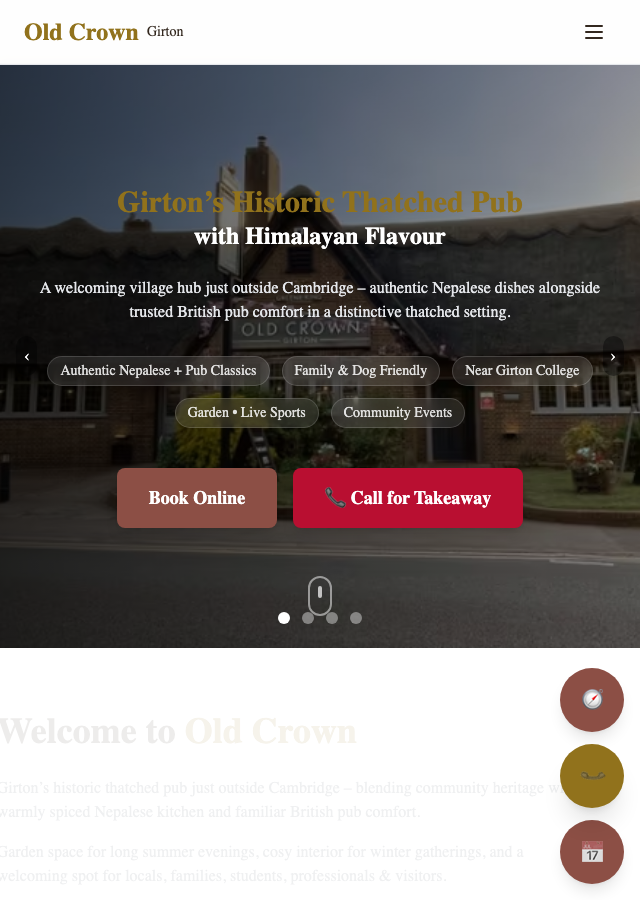 Old Crown Girton
Girton’s Historic Thatched Pub
with Himalayan Flavour
A welcoming village hub just outside Cambridge – authentic Nepalese dishes alongside
trusted British pub comfort in a distinctive thatched setting.
OLD CROWN
GIRTON
‹
›
Authentic Nepalese + Pub Classics
Family & Dog Friendly
Near Girton College
Garden • Live Sports
Community Events
Book Online
📞 Call for Takeaway
Welcome to Old Crown
Girton’s historic thatched pub just outside Cambridge – blending community heritage
warmly spiced Nepalese kitchen and familiar British pub comfort.
Garden space for long summer evenings, cosy interior for winter gatherings, and a
welcoming spot for locals, families, students, professionals & visitors.
17